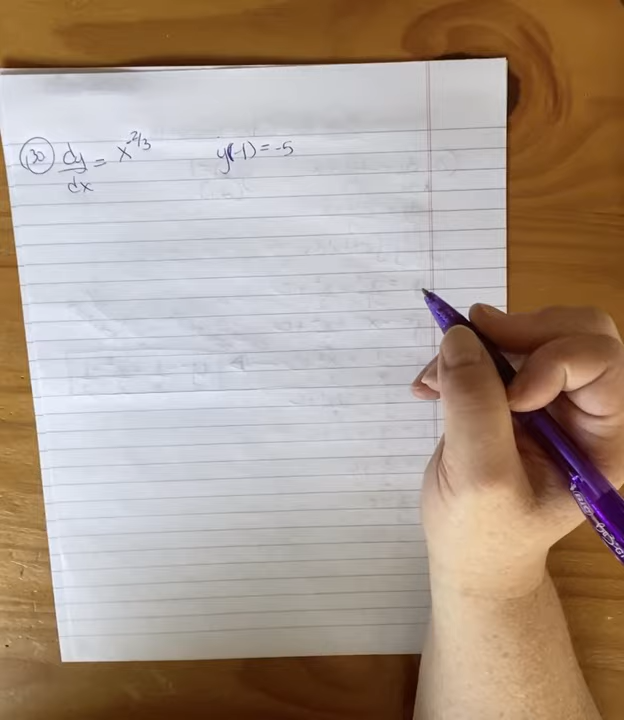 30 dy/dx = x^-2/3 y(-1) = -5